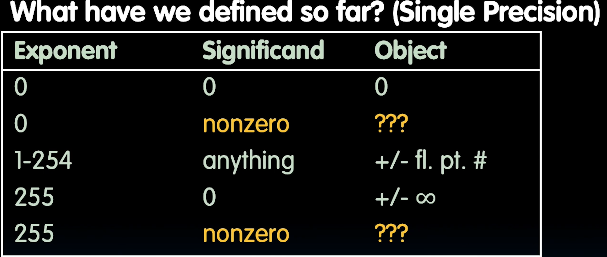 What have we defined so far? (Single Precision)
Exponent Significand Object
0 0 0
0 nonzero ???
1-254 anything +/- fl. pt. #
255 0 +/- ∞
255 nonzero ???